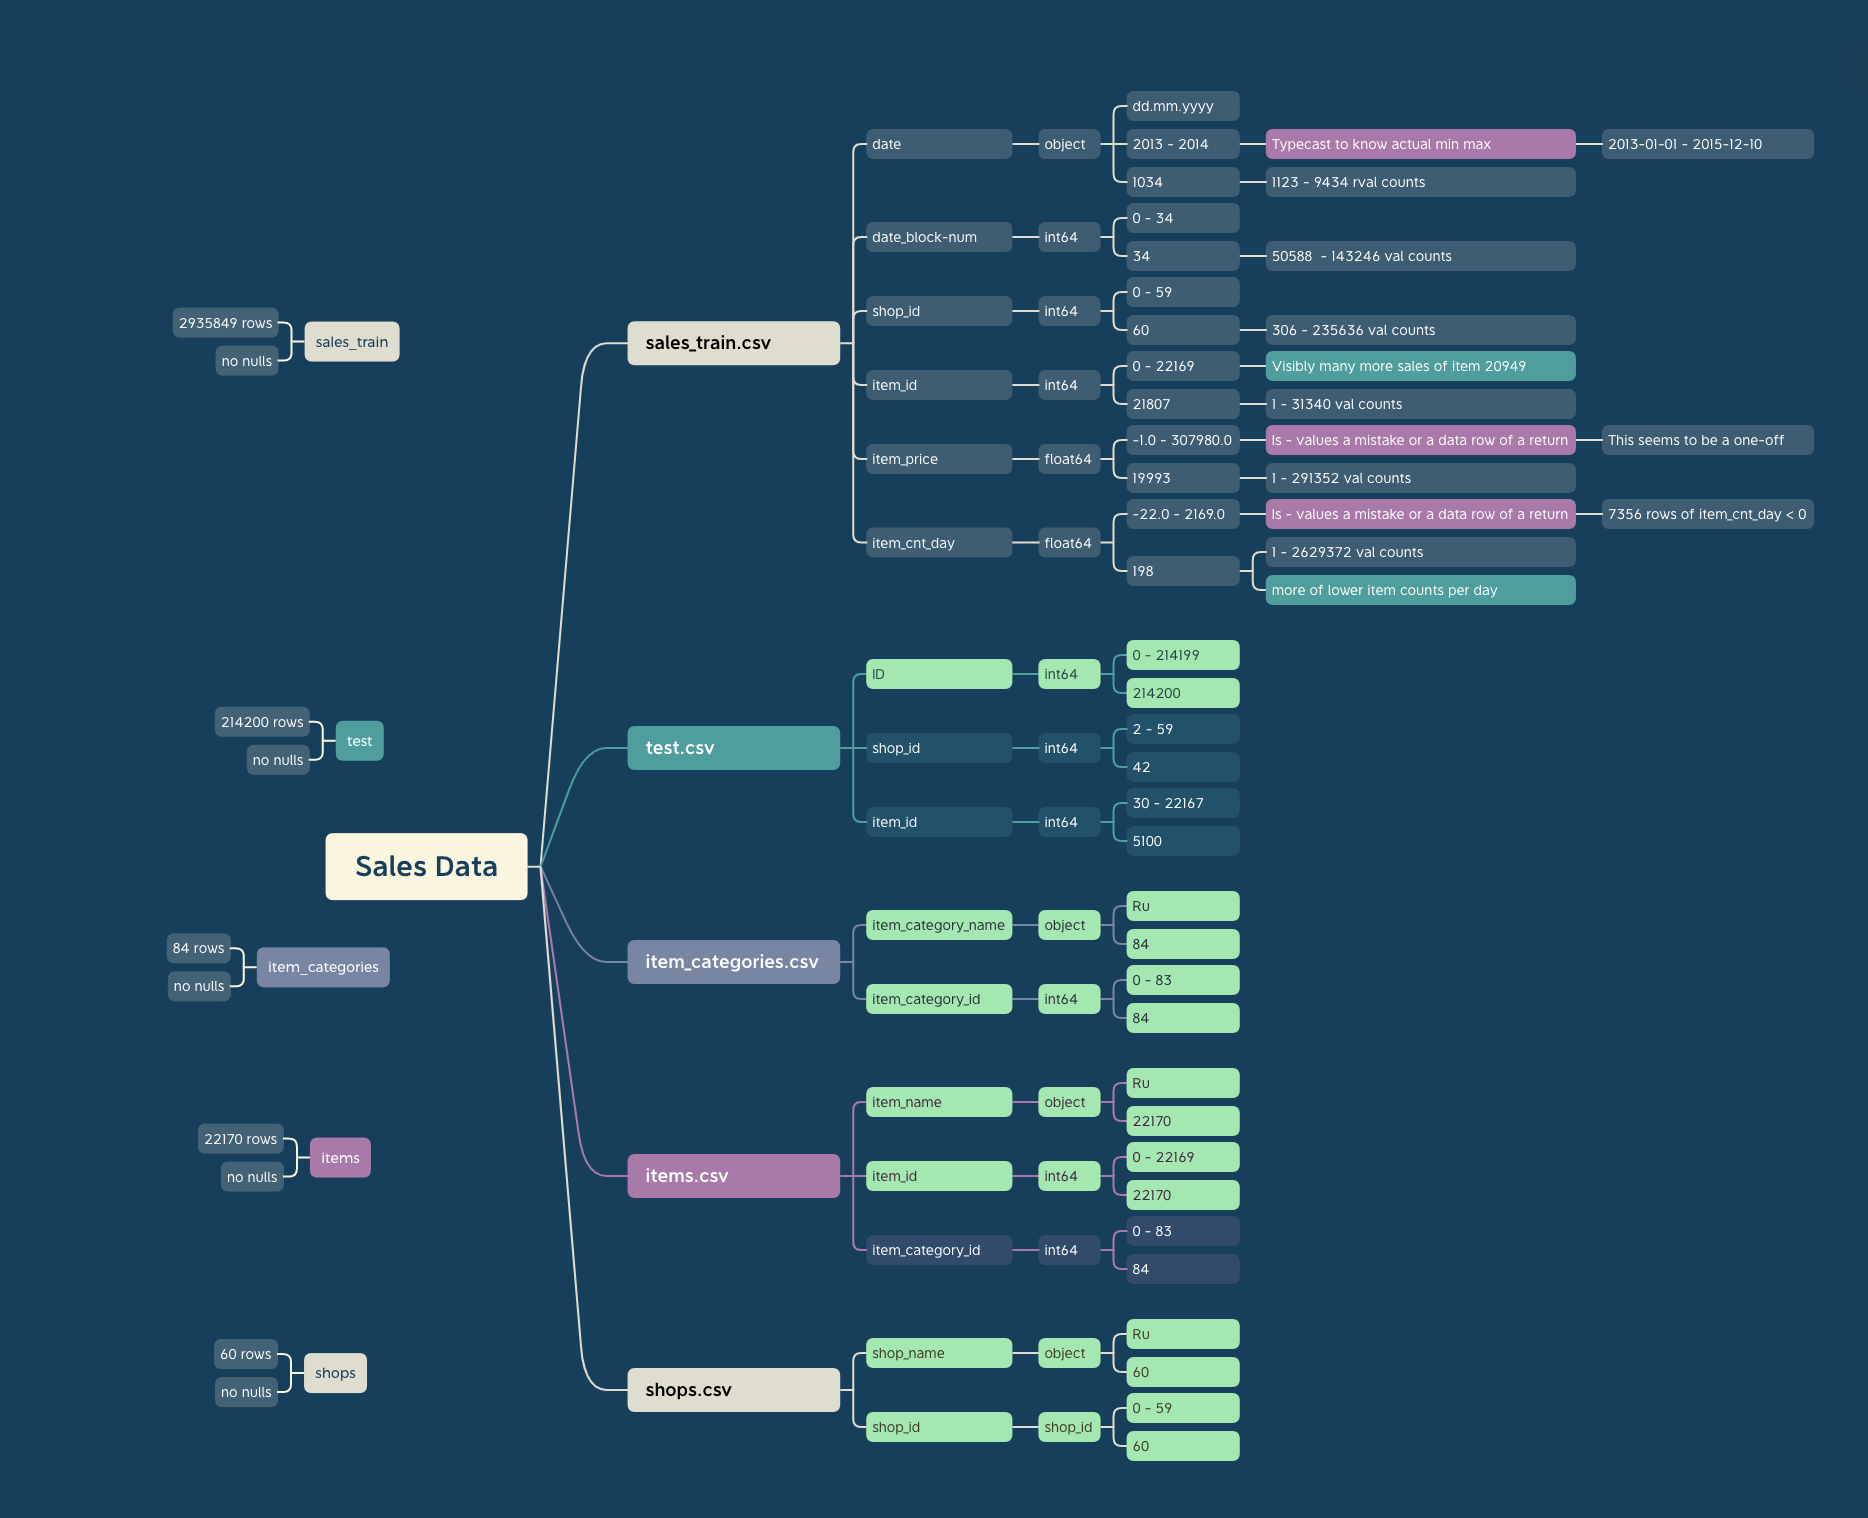 dd.mm.yyyy
date
object
2013 - 2014
Typecast to know actual min max
2013-01-01 - 2015-12-10
1034
1123 - 9434 rval counts
date_block-num
int64
0 - 34
34
50588  - 143246 val counts
shop_id
int64
0 - 59
60
306 - 235636 val counts
item_id
int64
0 - 22169
Visibly many more sales of item 20949
21807
1 - 31340 val counts
item_price
float64
-1.0 - 307980.0
Is - values a mistake or a data row of a return
This seems to be a one-off
19993
1 - 291352 val counts
item_cnt_day
float64
-22.0 - 2169.0
Is - values a mistake or a data row of a return
7356 rows of item_cnt_day < 0
198
1 - 2629372 val counts
more of lower item counts per day
sales_train.csv
2935849 rows
no nulls
sales_train
ID
int64
0 - 214199
214200
test.csv
shop_id
int64
2 - 59
42
item_id
int64
30 - 22167
5100
214200 rows
no nulls
test
Sales Data
item_category_name
object
Ru
84
item_categories.csv
item_category_id
int64
0 - 83
84
84 rows
no nulls
item_categories
item_name
object
Ru
22170
items.csv
item_id
int64
0 - 22169
22170
item_category_id
int64
0 - 83
84
22170 rows
no nulls
items
shop_name
object
Ru
60
shops.csv
shop_id
shop_id
0 - 59
60
60 rows
no nulls
shops